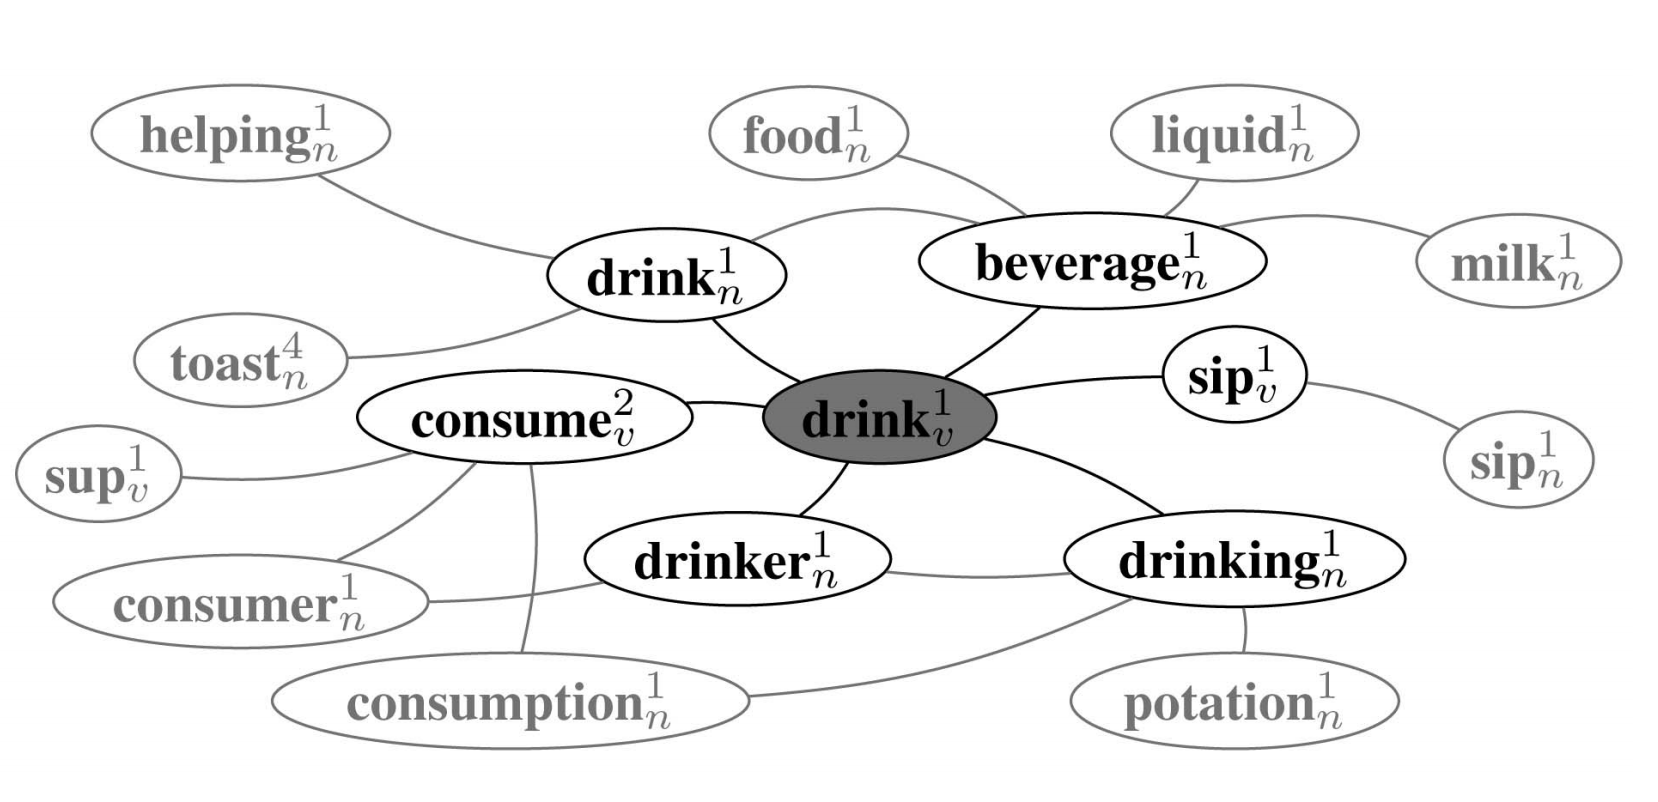 helping¹ₙ
food¹ₙ
liquid¹ₙ
drink¹ₙ
beverage¹ₙ
milk¹ₙ
toast⁴ₙ
sip¹ᵥ
consume²ᵥ
drink¹ᵥ
sup¹ᵥ
sip¹ₙ
drinker¹ₙ
drinking¹ₙ
consumer¹ₙ
consumption¹ₙ
potation¹ₙ